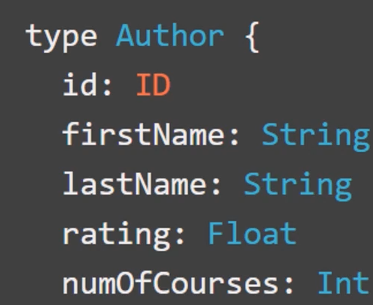 type Author {
id: ID
firstName: String
lastName: String
rating: Float
numOfCourses: Int